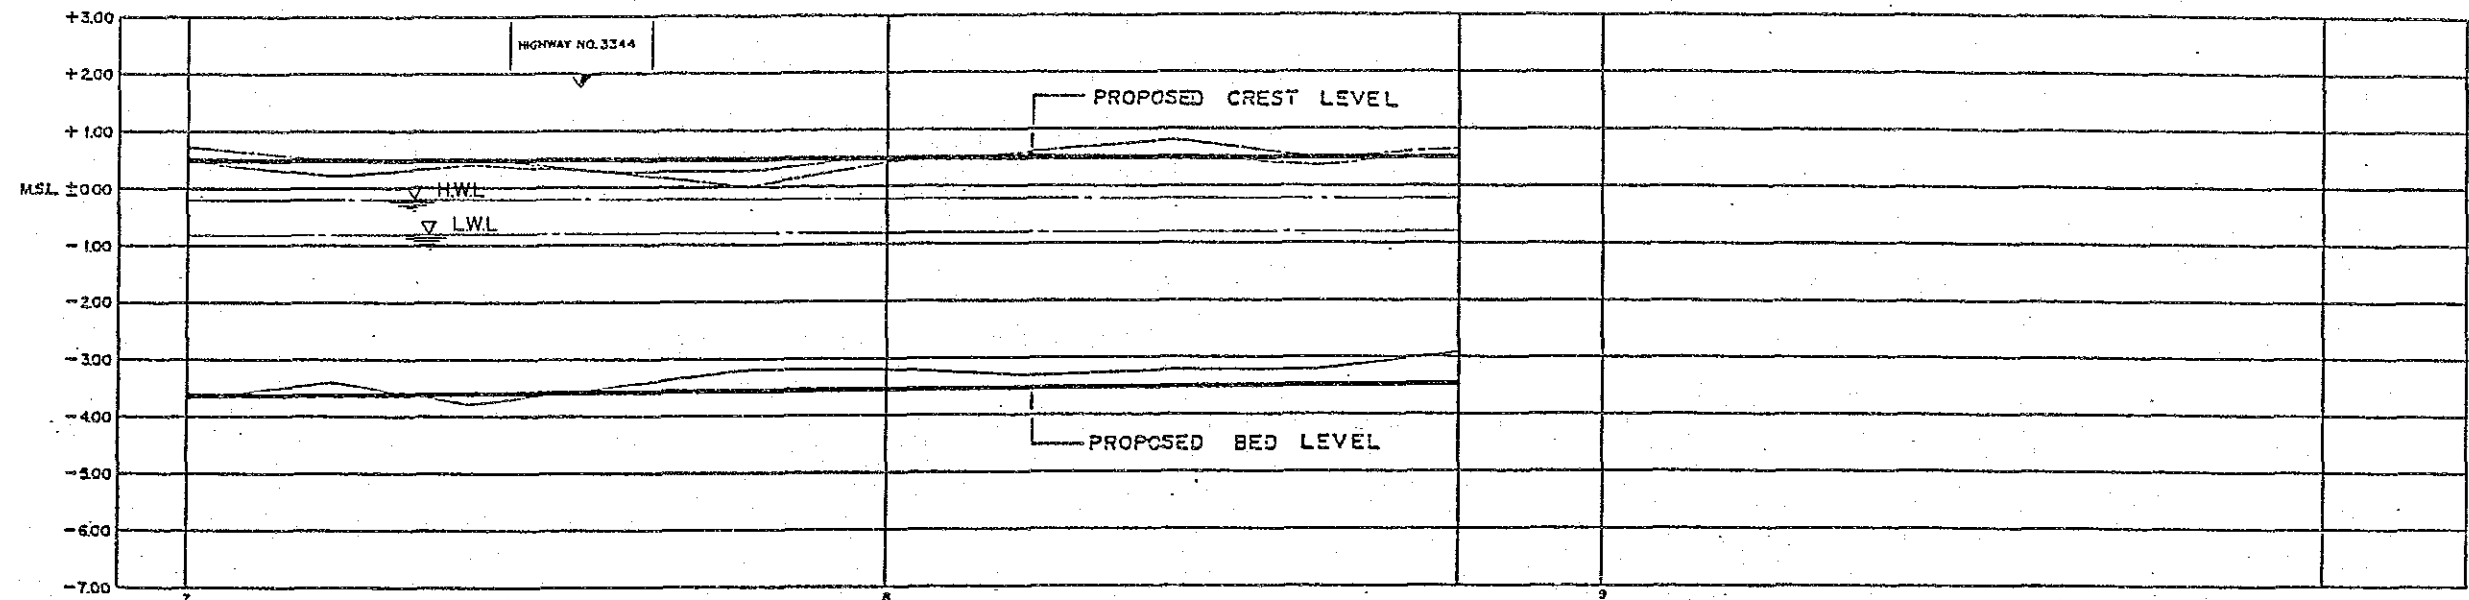 +3.00
HIGHWAY NO.3344
+2.00
PROPOSED CREST LEVEL
+1.00
M.S.L. ±0.00
H.W.L
L.W.L
-1.00
-2.00
-3.00
-4.00
PROPOSED BED LEVEL
-5.00
-6.00
-7.00
7 8 9